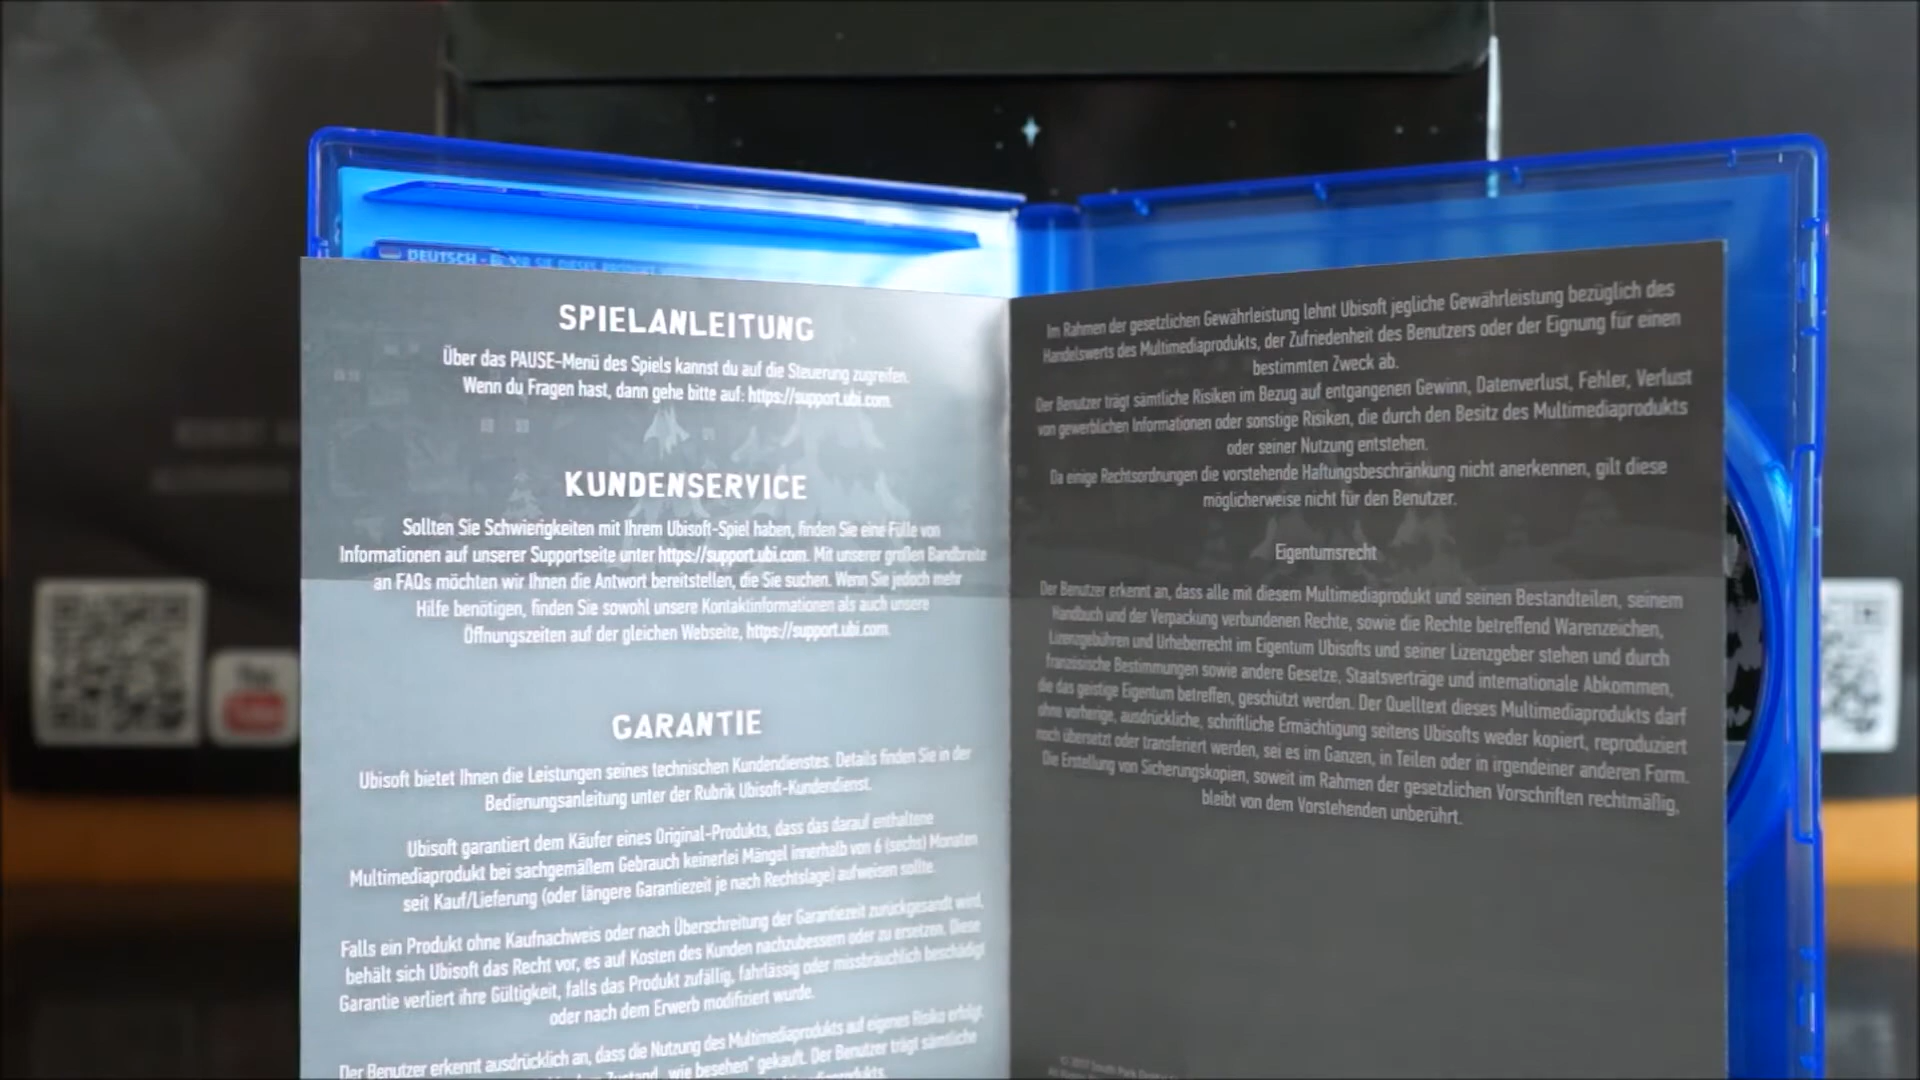 DEUTSCH -
SPIELANLEITUNG
Über das PAUSE-Menü des Spiels kannst du auf die Steuerung zugreifen.
Wenn du Fragen hast, dann gehe bitte auf: https://support.ubi.com.
KUNDENSERVICE
Sollten Sie Schwierigkeiten mit Ihrem Ubisoft-Spiel haben, finden Sie eine Fülle von
Informationen auf unserer Supportseite unter https://support.ubi.com. Mit unserer großen Bandbreite
an FAQs möchten wir Ihnen die Antwort bereitstellen, die Sie suchen. Wenn Sie jedoch mehr
Hilfe benötigen, finden Sie sowohl unsere Kontaktinformationen als auch unsere
Öffnungszeiten auf der gleichen Webseite, https://support.ubi.com.
GARANTIE
Ubisoft bietet Ihnen die Leistungen seines technischen Kundendienstes. Details finden Sie in der
Bedienungsanleitung unter der Rubrik Ubisoft-Kundendienst.
Ubisoft garantiert dem Käufer eines Original-Produkts, dass das darauf enthaltene
Multimediaprodukt bei sachgemäßem Gebrauch keinerlei Mängel innerhalb von 6 (sechs) Monaten
seit Kauf/Lieferung (oder längere Garantiezeit je nach Rechtslage) aufweisen sollte.
Falls ein Produkt ohne Kaufnachweis oder nach Überschreitung der Garantiezeit zurückgesandt wird,
behält sich Ubisoft das Recht vor, es auf Kosten des Kunden nachzubessern oder zu ersetzen. Diese
Garantie verliert ihre Gültigkeit, falls das Produkt zufällig, fahrlässig oder missbräuchlich beschädigt
oder nach dem Erwerb modifiziert wurde.
Der Benutzer erkennt ausdrücklich an, dass die Nutzung des Multimediaprodukts auf eigenes Risiko erfolgt.
Zustand „wie besehen“ gekauft. Der Benutzer trägt sämtliche
Im Rahmen der gesetzlichen Gewährleistung lehnt Ubisoft jegliche Gewährleistung bezüglich des
Handelswerts des Multimediaprodukts, der Zufriedenheit des Benutzers oder der Eignung für einen
bestimmten Zweck ab.
Der Benutzer trägt sämtliche Risiken im Bezug auf entgangenen Gewinn, Datenverlust, Fehler, Verlust
von gewerblichen Informationen oder sonstige Risiken, die durch den Besitz des Multimediaprodukts
oder seiner Nutzung entstehen.
Da einige Rechtsordnungen die vorstehende Haftungsbeschränkung nicht anerkennen, gilt diese
möglicherweise nicht für den Benutzer.
Eigentumsrecht
Der Benutzer erkennt an, dass alle mit diesem Multimediaprodukt und seinen Bestandteilen, seinem
Handbuch und der Verpackung verbundenen Rechte, sowie die Rechte betreffend Warenzeichen,
Lizenzgebühren und Urheberrecht im Eigentum Ubisofts und seiner Lizenzgeber stehen und durch
französische Bestimmungen sowie andere Gesetze, Staatsverträge und internationale Abkommen,
die das geistige Eigentum betreffen, geschützt werden. Der Quelltext dieses Multimediaprodukts darf
ohne vorherige, ausdrückliche, schriftliche Ermächtigung seitens Ubisofts weder kopiert, reproduziert
noch übersetzt oder transferiert werden, sei es im Ganzen, in Teilen oder in irgendeiner anderen Form.
Die Erstellung von Sicherungskopien, soweit im Rahmen der gesetzlichen Vorschriften rechtmäßig,
bleibt von dem Vorstehenden unberührt.
© 2017 South Park Digital